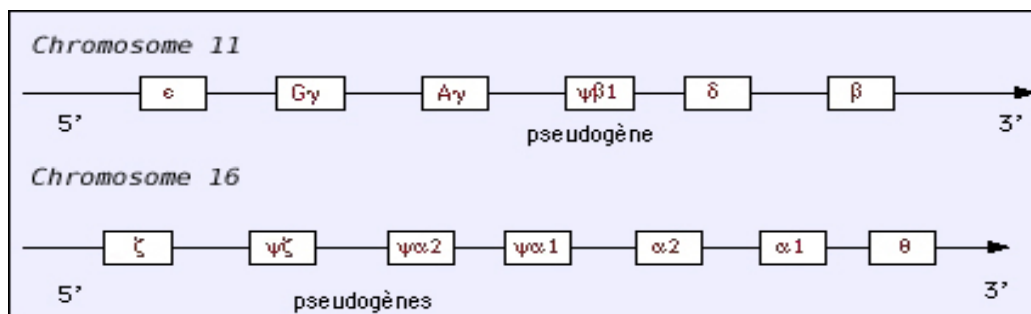 Chromosome 11
ε Gγ Aγ ψβ1 δ β
5' 3'
pseudogène
Chromosome 16
ζ ψζ ψα2 ψα1 α2 α1 θ
5' 3'
pseudogènes